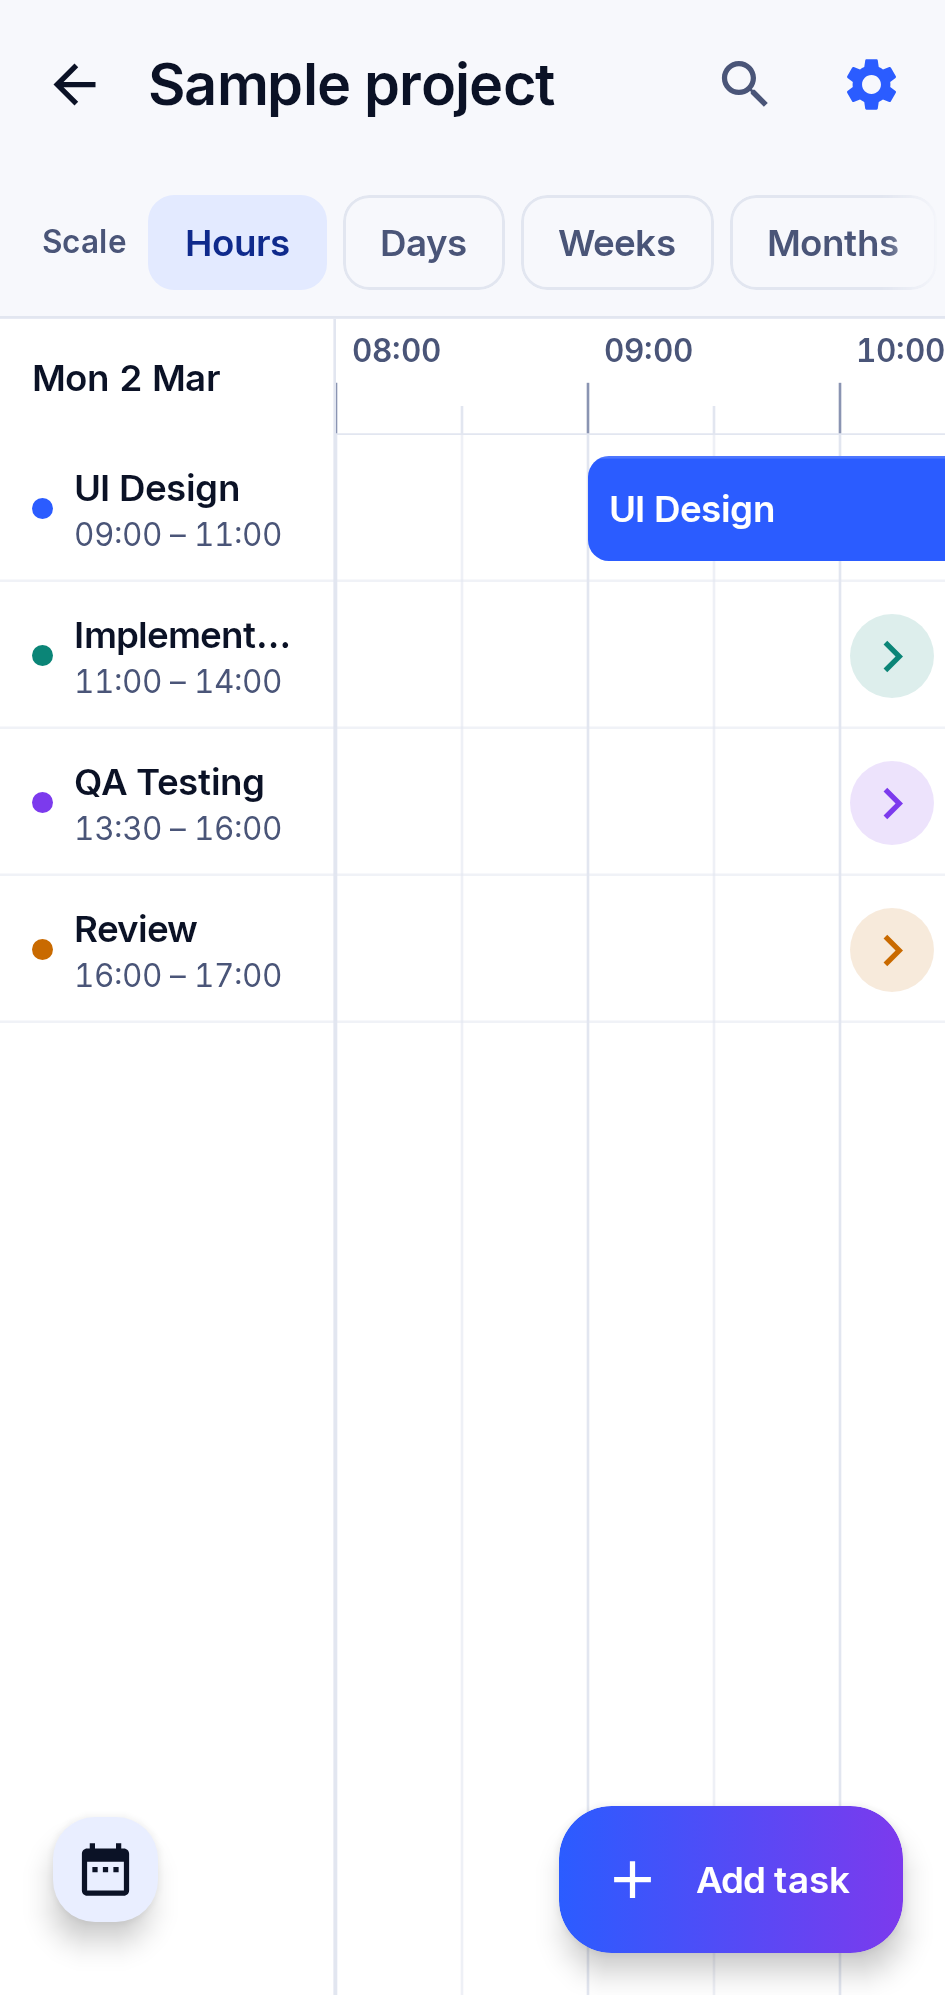 Sample project
Scale Hours Days Weeks Months
Mon 2 Mar
08:00 09:00 10:00
UI Design
09:00 – 11:00
UI Design
Implement...
11:00 – 14:00
QA Testing
13:30 – 16:00
Review
16:00 – 17:00
Add task